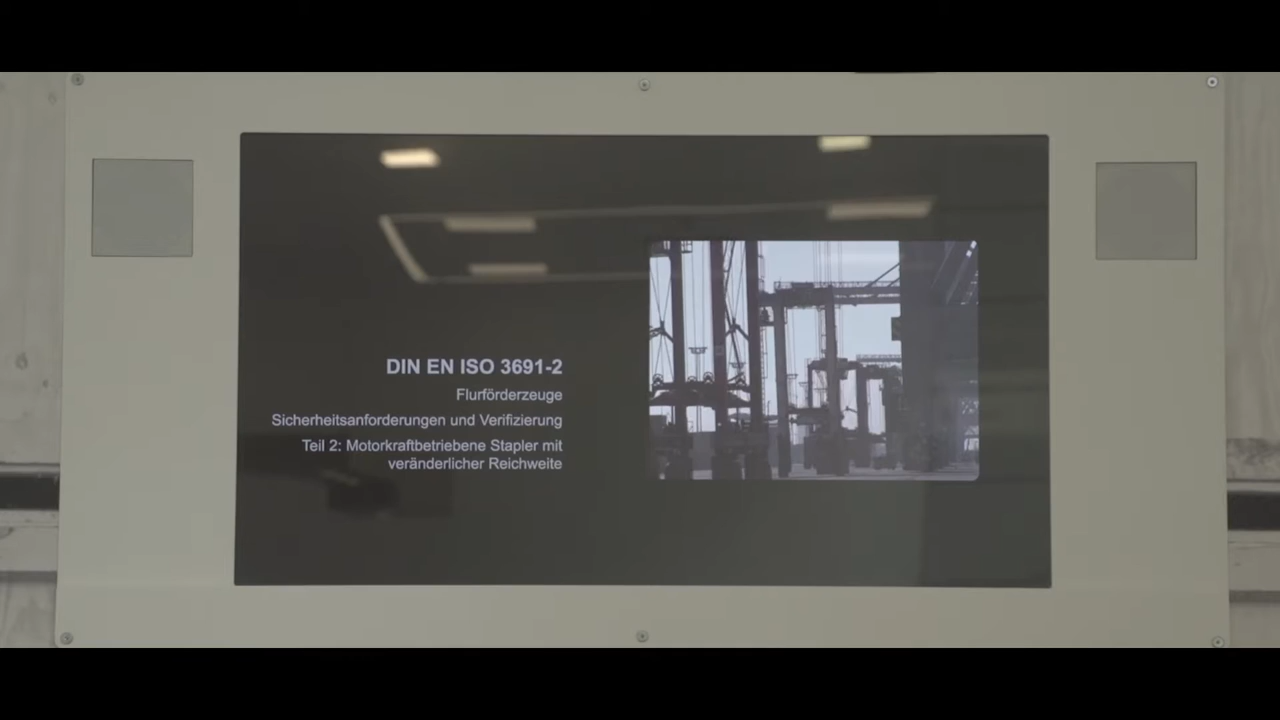 DIN EN ISO 3691-2
Flurförderzeuge
Sicherheitsanforderungen und Verifizierung
Teil 2: Motorkraftbetriebene Stapler mit
veränderlicher Reichweite